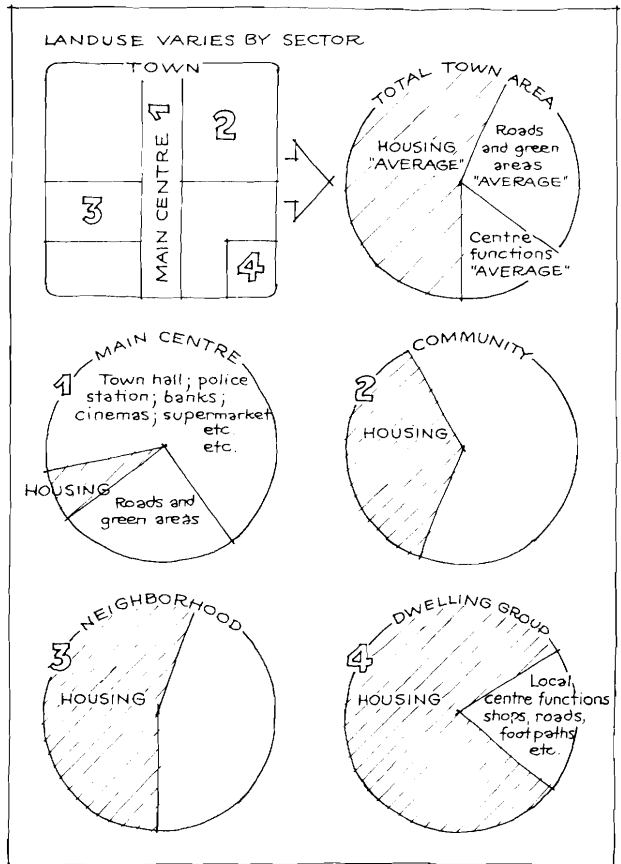 LANDUSE VARIES BY SECTOR
TOWN
MAIN CENTRE 1
2
3
4
TOTAL TOWN AREA
HOUSING
"AVERAGE"
Roads
and green
areas
"AVERAGE"
Centre
functions
"AVERAGE"
MAIN CENTRE
1
Town hall; police
station; banks;
cinemas; supermarket
etc
etc.
HOUSING
Roads and
green areas
COMMUNITY
2
HOUSING
NEIGHBORHOOD
3
HOUSING
DWELLING GROUP
4
HOUSING
Local
centre functions
shops, roads,
foot paths
etc.